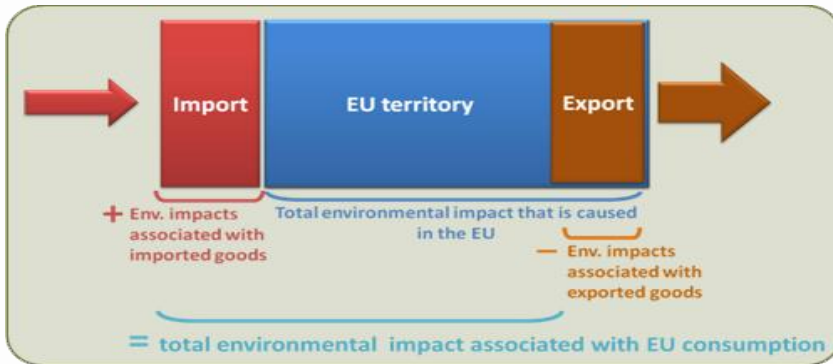 Import
EU territory
Export
+ Env. impacts
associated with
imported goods
Total environmental impact that is caused
in the EU
− Env. impacts
associated with
exported goods
= total environmental impact associated with EU consumption